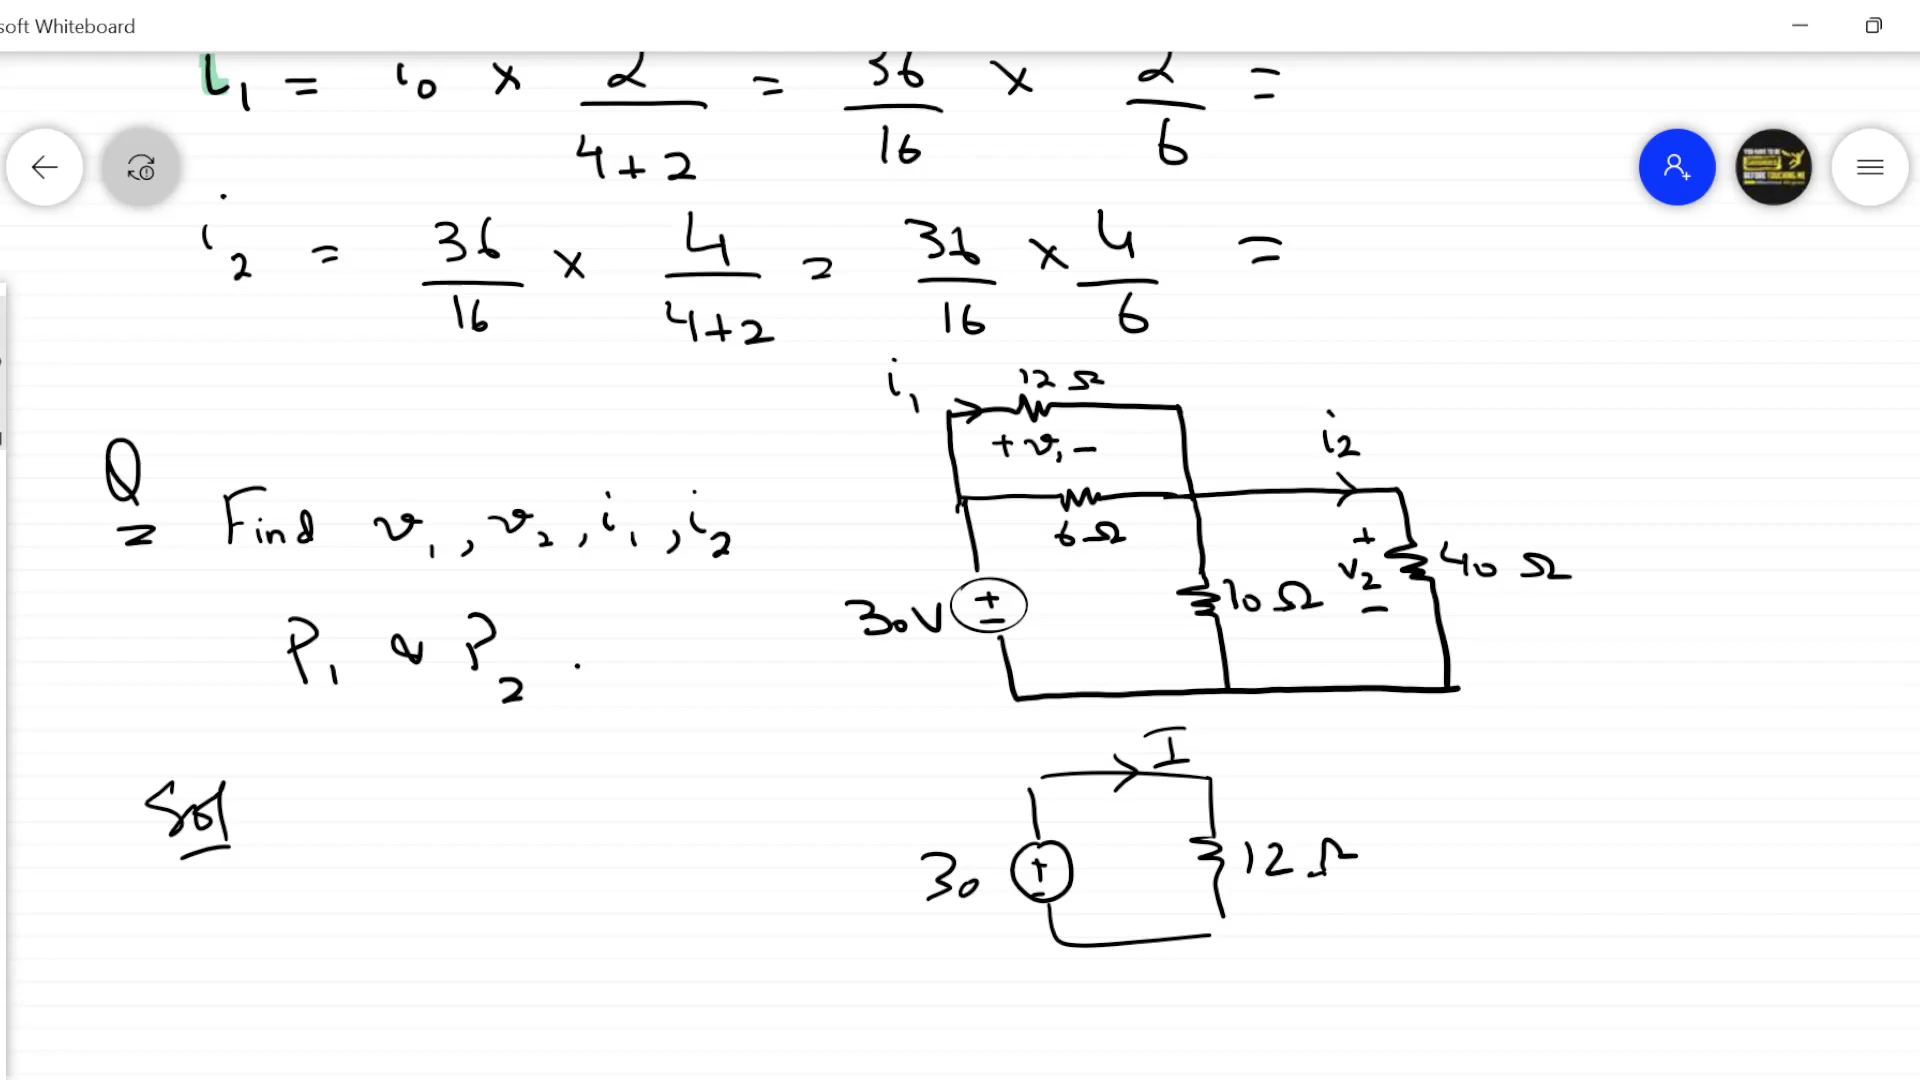 soft Whiteboard
i₁ = i₀ × 2/(4+2) = 36/16 × 2/6 =
i₂ = 36/16 × 4/(4+2) = 36/16 × 4/6 =
i₁ 12 Ω
+ v₁ −
i₂
Q Find v₁, v₂, i₁, i₂
6 Ω
30V + −
10 Ω
+ v₂ −
40 Ω
P₁ & P₂ .
I
Sol
30 + −
12 Ω